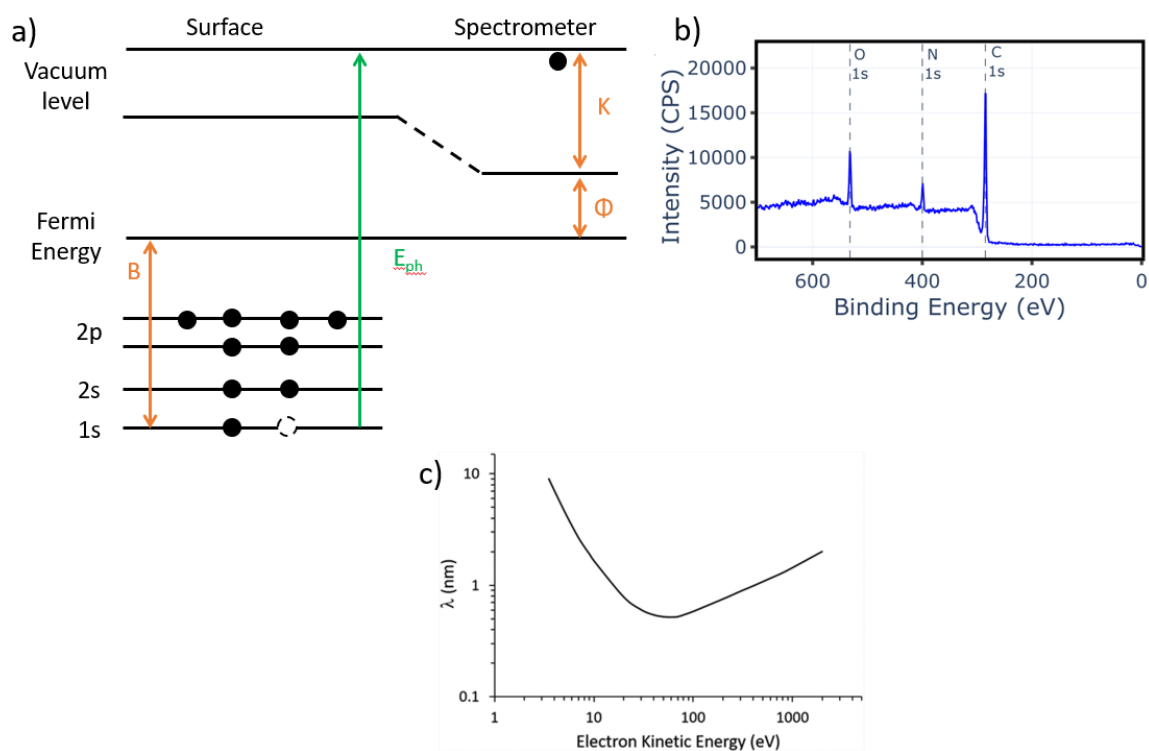 a)
Surface
Spectrometer
Vacuum
level
K
Φ
Fermi
Energy
B
Eph
2p
2s
1s
b)
O
1s
N
1s
C
1s
20000
15000
10000
5000
0
Intensity (CPS)
600
400
200
0
Binding Energy (eV)
c)
10
1
0.1
λ (nm)
1
10
100
1000
Electron Kinetic Energy (eV)